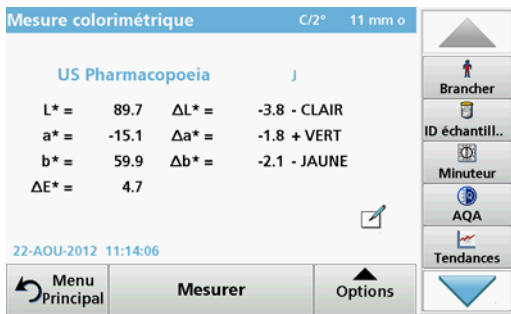 Mesure colorimétrique C/2° 11 mm o
US Pharmacopoeia J
L* = 89.7 ΔL* = -3.8 - CLAIR
a* = -15.1 Δa* = -1.8 + VERT
b* = 59.9 Δb* = -2.1 - JAUNE
ΔE* = 4.7
22-AOU-2012 11:14:06
Menu Principal
Mesurer
Options
Brancher
ID échantill..
Minuteur
AQA
Tendances